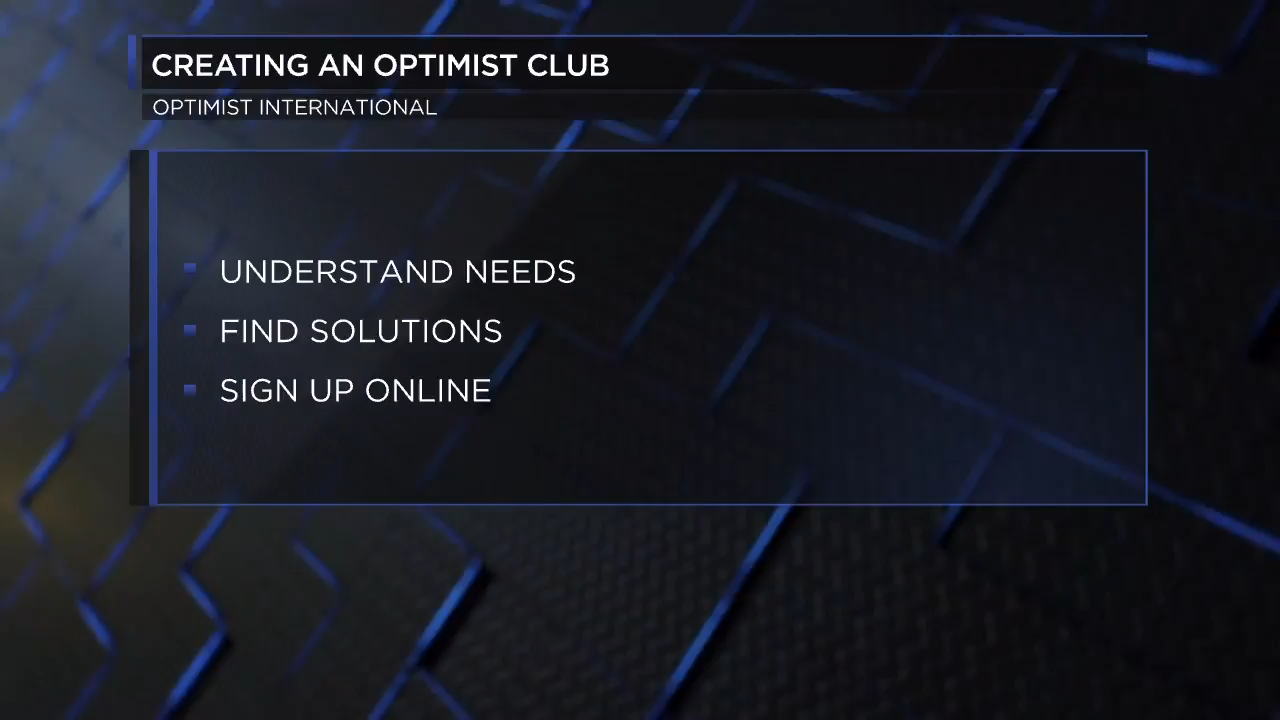 CREATING AN OPTIMIST CLUB
OPTIMIST INTERNATIONAL
UNDERSTAND NEEDS
FIND SOLUTIONS
SIGN UP ONLINE